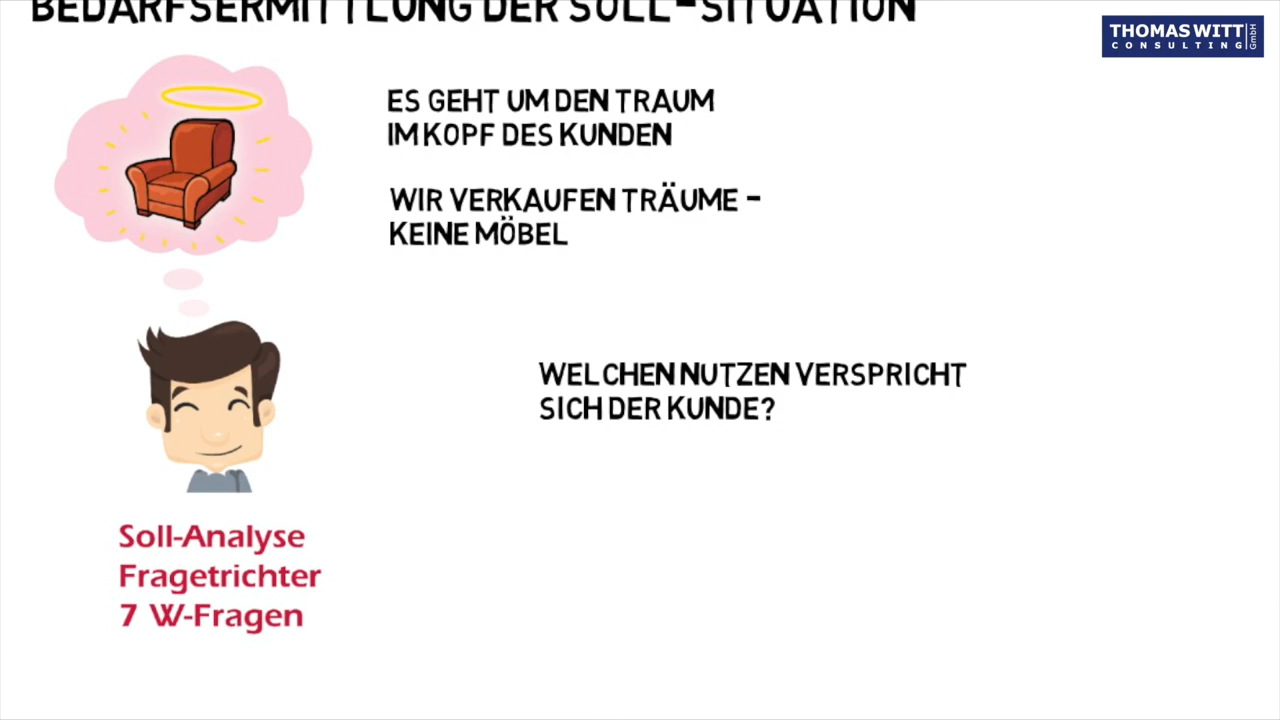 BEDARFSERMITTLUNG DER SOLL-SITUATION
THOMAS WITT
CONSULTING
GmbH
ES GEHT UM DEN TRAUM
IM KOPF DES KUNDEN
WIR VERKAUFEN TRÄUME -
KEINE MÖBEL
WELCHEN NUTZEN VERSPRICHT
SICH DER KUNDE?
Soll-Analyse
Fragetrichter
7 W-Fragen